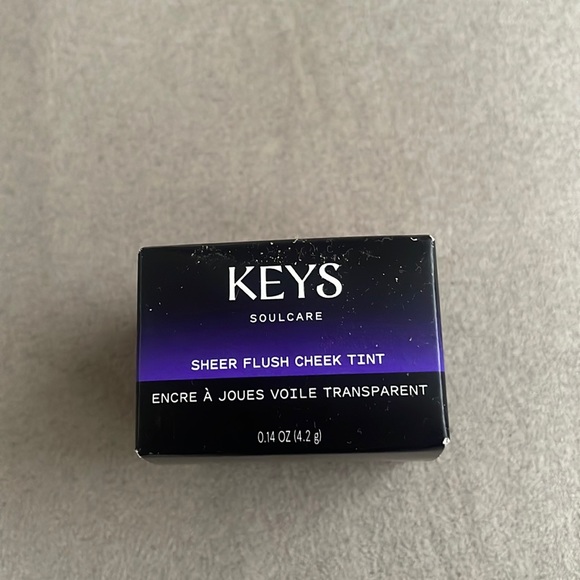 KEYS
SOULCARE
SHEER FLUSH CHEEK TINT
ENCRE À JOUES VOILE TRANSPARENT
0.14 OZ (4.2 g)